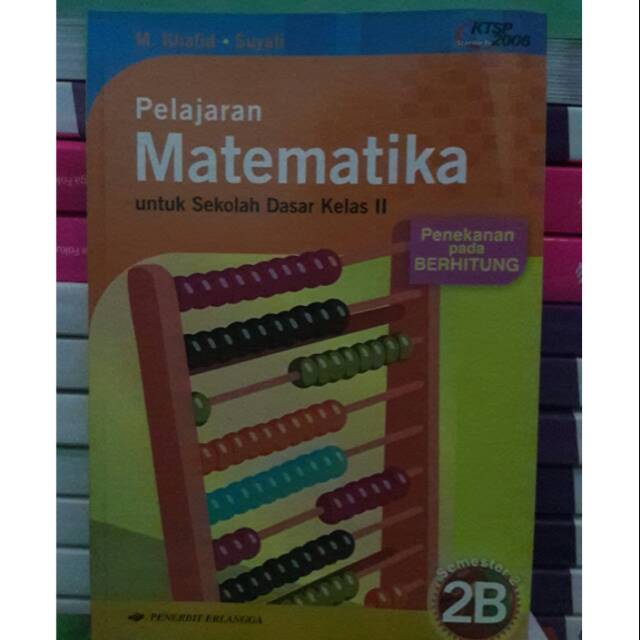 M. Khafid • Suyati
KTSP
2006
Pelajaran
Matematika
untuk Sekolah Dasar Kelas II
Penekanan
pada
BERHITUNG
Semester 2
2B
PENERBIT ERLANGGA